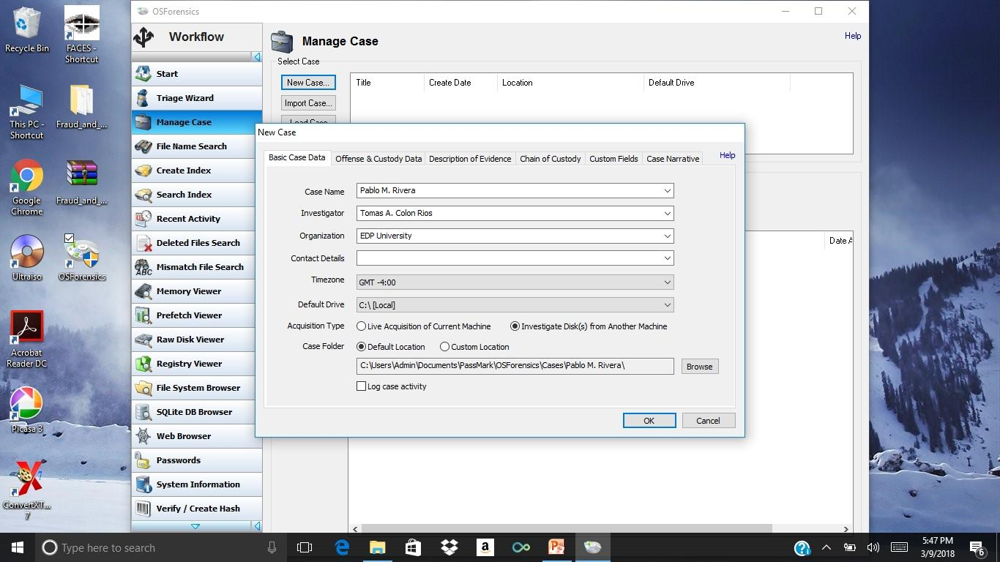 OSForensics
Recycle Bin
FACES -
Shortcut
This PC -
Shortcut
Fraud_and_...
Google
Chrome
Fraud_and_...
Ultraiso
OSForensics
Acrobat
Reader DC
Picasa 3
ConvertXT...
7
Workflow
Start
Triage Wizard
Manage Case
File Name Search
Create Index
Search Index
Recent Activity
Deleted Files Search
Mismatch File Search
Memory Viewer
Prefetch Viewer
Raw Disk Viewer
Registry Viewer
File System Browser
SQLite DB Browser
Web Browser
Passwords
System Information
Verify / Create Hash
Manage Case
Help
Select Case
New Case...
Import Case...
Load Case
Title Create Date Location Default Drive
Date A
New Case
Basic Case Data Offense & Custody Data Description of Evidence Chain of Custody Custom Fields Case Narrative Help
Case Name Pablo M. Rivera
Investigator Tomas A. Colon Rios
Organization EDP University
Contact Details
Timezone GMT -4:00
Default Drive C:\ [Local]
Acquisition Type Live Acquisition of Current Machine Investigate Disk(s) from Another Machine
Case Folder Default Location Custom Location
C:\Users\Admin\Documents\PassMark\OSForensics\Cases\Pablo M. Rivera\ Browse
Log case activity
OK Cancel
Type here to search
5:47 PM
3/9/2018
6